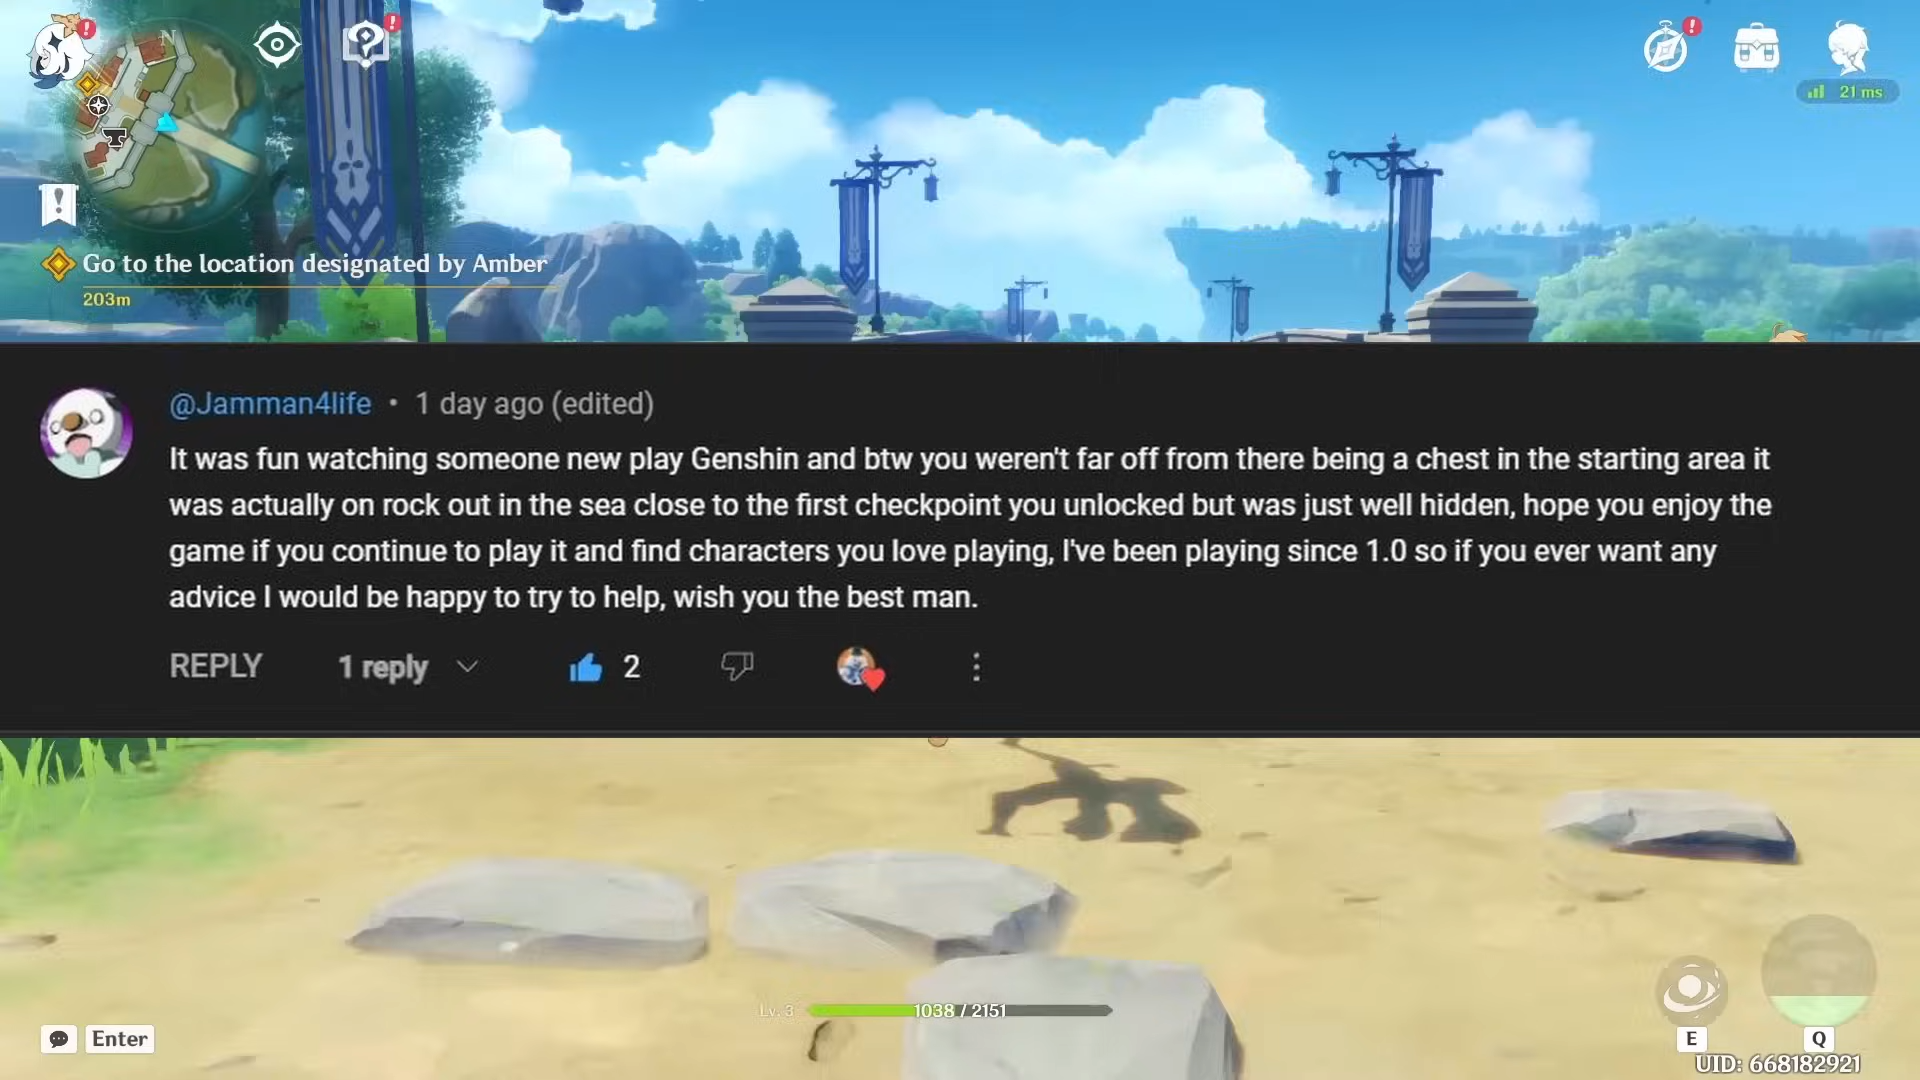 N
21 ms
Go to the location designated by Amber
203m
@Jamman4life • 1 day ago (edited)
It was fun watching someone new play Genshin and btw you weren't far off from there being a chest in the starting area it
was actually on rock out in the sea close to the first checkpoint you unlocked but was just well hidden, hope you enjoy the
game if you continue to play it and find characters you love playing, I've been playing since 1.0 so if you ever want any
advice I would be happy to try to help, wish you the best man.
REPLY 1 reply 2
Lv. 3 1038 / 2151
Enter
E Q
UID: 668182921